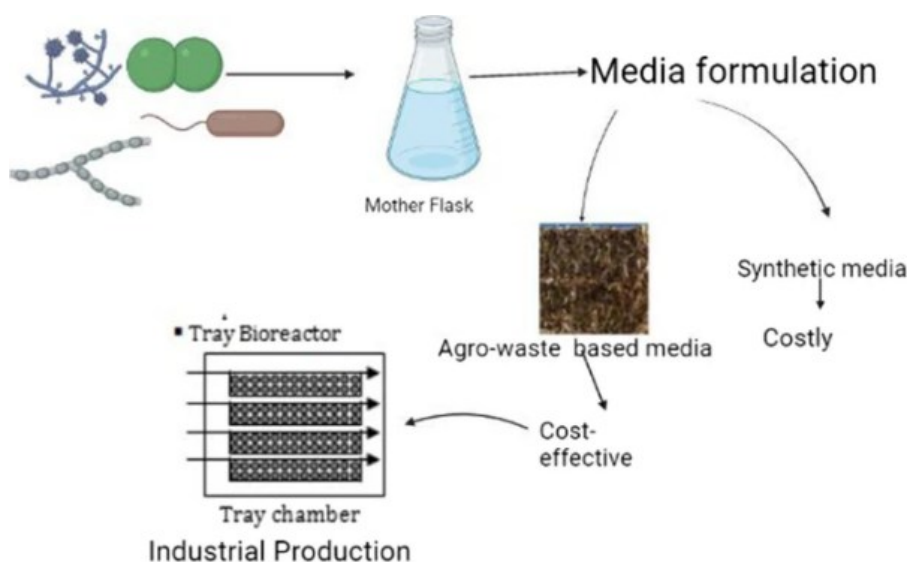 Media formulation
Mother Flask
Synthetic media
Costly
Agro-waste based media
Cost-
effective
▪ Tray Bioreactor
Tray chamber
Industrial Production